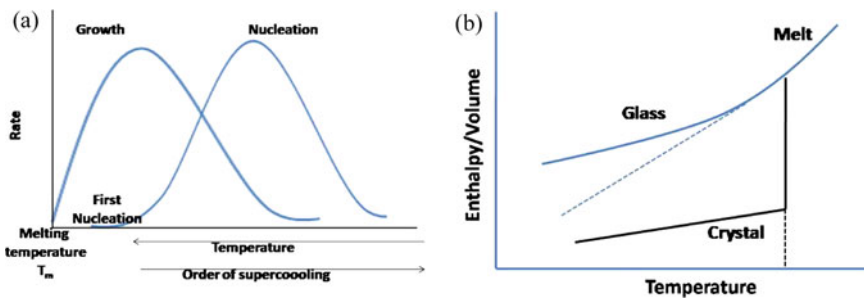 (a)
Growth
Nucleation
Rate
First
Nucleation
Melting
temperature
Tm
Temperature
Order of supercoooling
(b)
Melt
Glass
Enthalpy/Volume
Crystal
Temperature